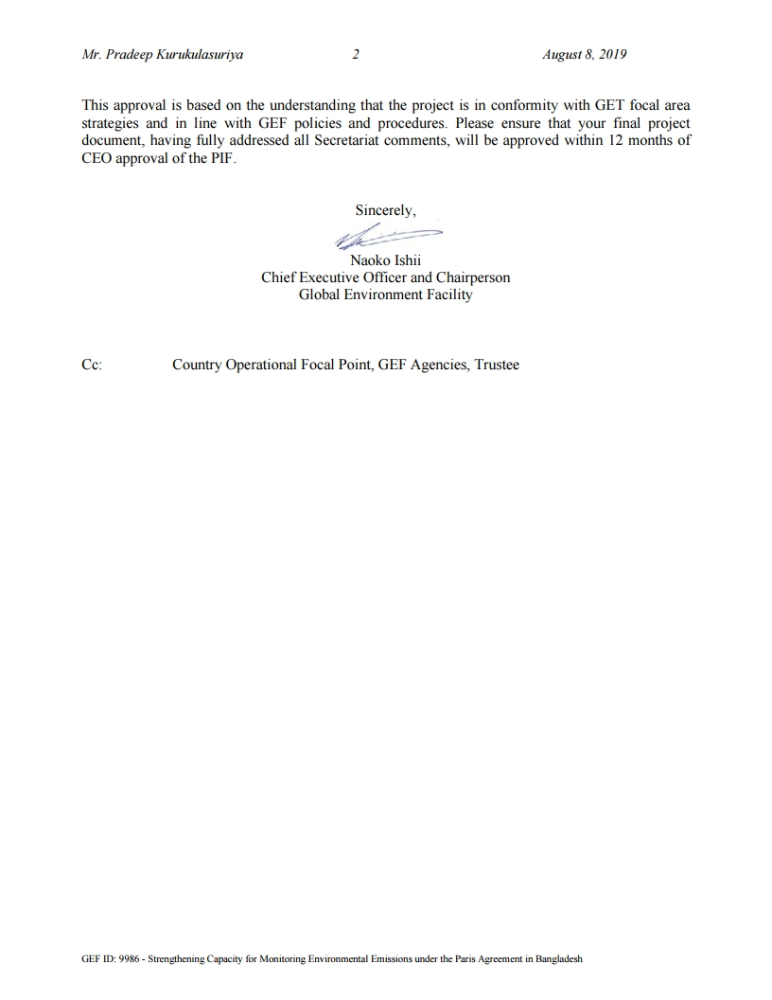 Mr. Pradeep Kurukulasuriya 2 August 8, 2019
This approval is based on the understanding that the project is in conformity with GET focal area
strategies and in line with GEF policies and procedures. Please ensure that your final project
document, having fully addressed all Secretariat comments, will be approved within 12 months of
CEO approval of the PIF.
Sincerely,
Naoko Ishii
Chief Executive Officer and Chairperson
Global Environment Facility
Cc: Country Operational Focal Point, GEF Agencies, Trustee
GEF ID: 9986 - Strengthening Capacity for Monitoring Environmental Emissions under the Paris Agreement in Bangladesh